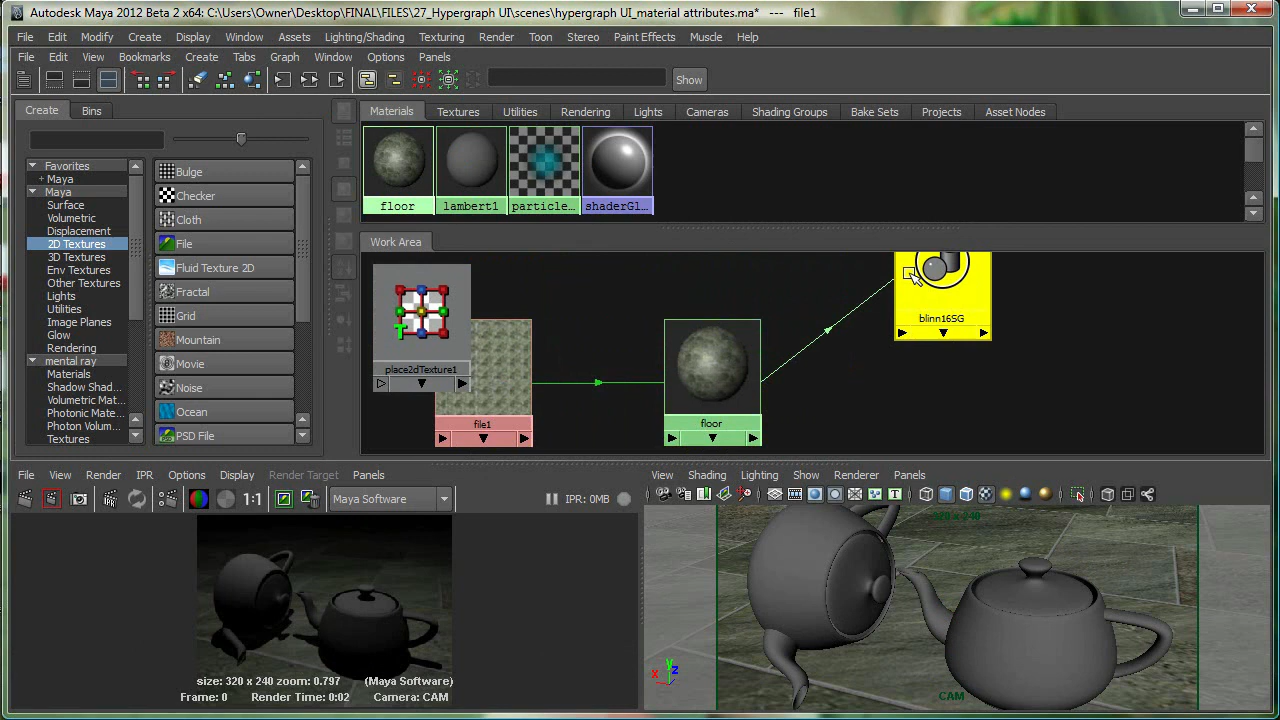 Autodesk Maya 2012 Beta 2 x64: C:\Users\Owner\Desktop\FINAL\FILES\27_Hypergraph UI\scenes\hypergraph UI_material attributes.ma* --- file1
File Edit Modify Create Display Window Assets Lighting/Shading Texturing Render Toon Stereo Paint Effects Muscle Help
File Edit View Bookmarks Create Tabs Graph Window Options Panels
Show
Create Bins
Materials Textures Utilities Rendering Lights Cameras Shading Groups Bake Sets Projects Asset Nodes
Favorites
+ Maya
Maya
Surface
Volumetric
Displacement
2D Textures
3D Textures
Env Textures
Other Textures
Lights
Utilities
Image Planes
Glow
Rendering
mental ray
Materials
Shadow Shad...
Volumetric Mat...
Photonic Mate...
Photon Volum...
Textures
Bulge
Checker
Cloth
File
Fluid Texture 2D
Fractal
Grid
Mountain
Movie
Noise
Ocean
PSD File
floor lambert1 particle... shaderGl...
Work Area
T
place2dTexture1
file1
floor
blinn16SG
File View Render IPR Options Display Render Target Panels
1:1 Maya Software IPR: 0MB
size: 320 x 240 zoom: 0.797 (Maya Software)
Frame: 0 Render Time: 0:02 Camera: CAM
View Shading Lighting Show Renderer Panels
T
320 x 240
y
x z
CAM